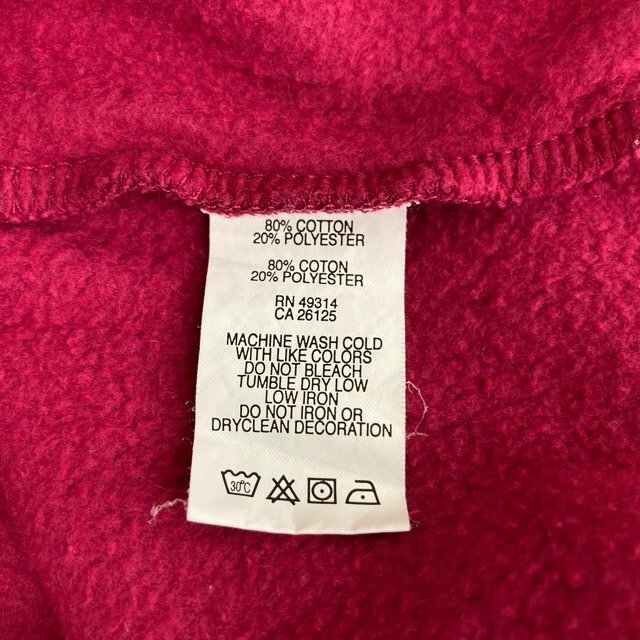 80% COTTON
20% POLYESTER
80% COTON
20% POLYESTER
RN 49314
CA 26125
MACHINE WASH COLD
WITH LIKE COLORS
DO NOT BLEACH
TUMBLE DRY LOW
LOW IRON
DO NOT IRON OR
DRYCLEAN DECORATION
30°C